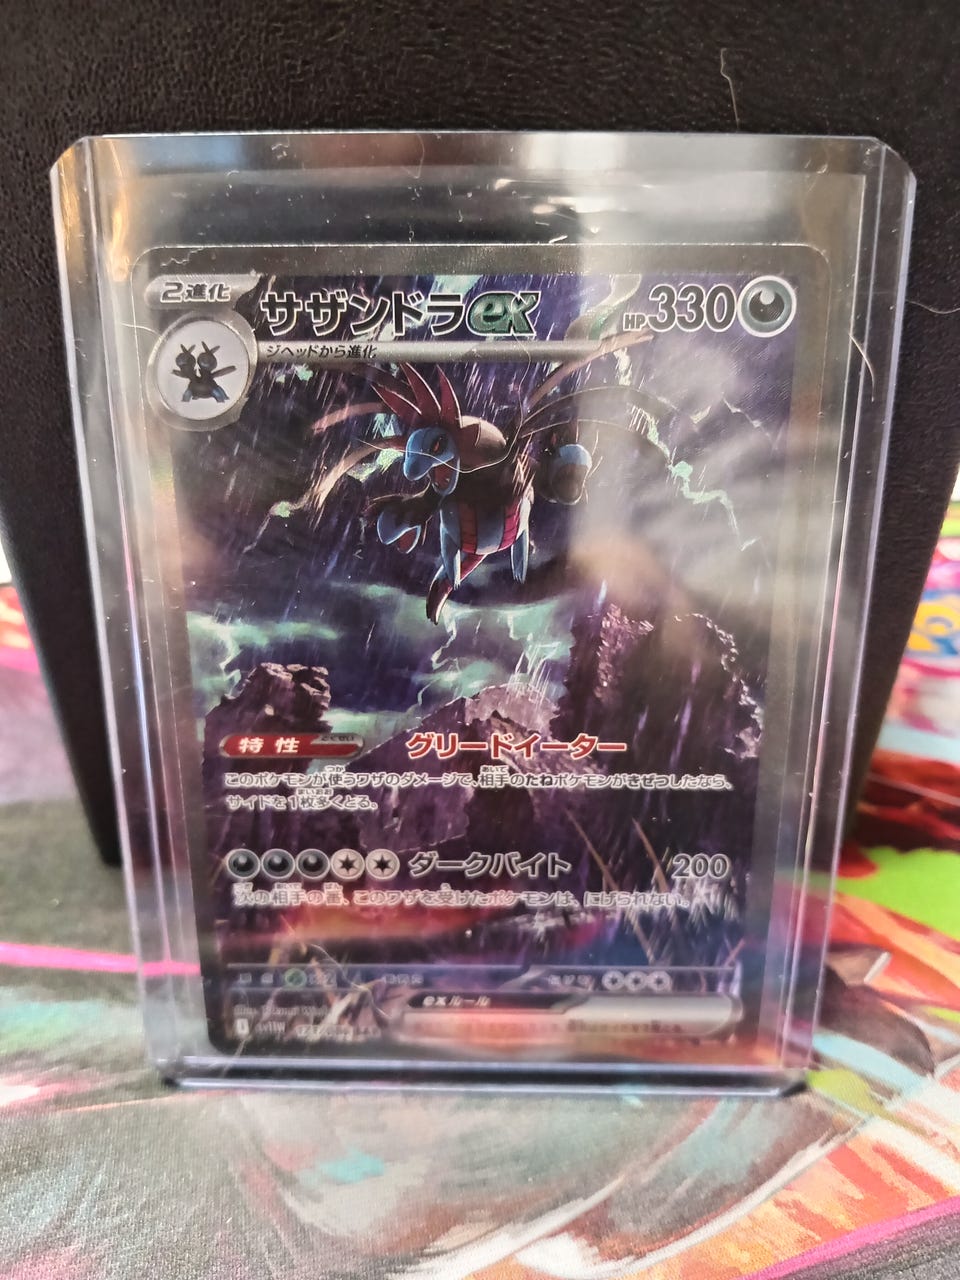 2進化
サザンドラex
HP330
ジヘッドから進化
特性
とくせい
グリードイーター
このポケモンが使うワザのダメージで、相手のたねポケモンがきぜつしたなら、
サイドを1枚多くとる。
ダークバイト 200
次の相手の番、このワザを受けたポケモンは、にげられない。
exルール